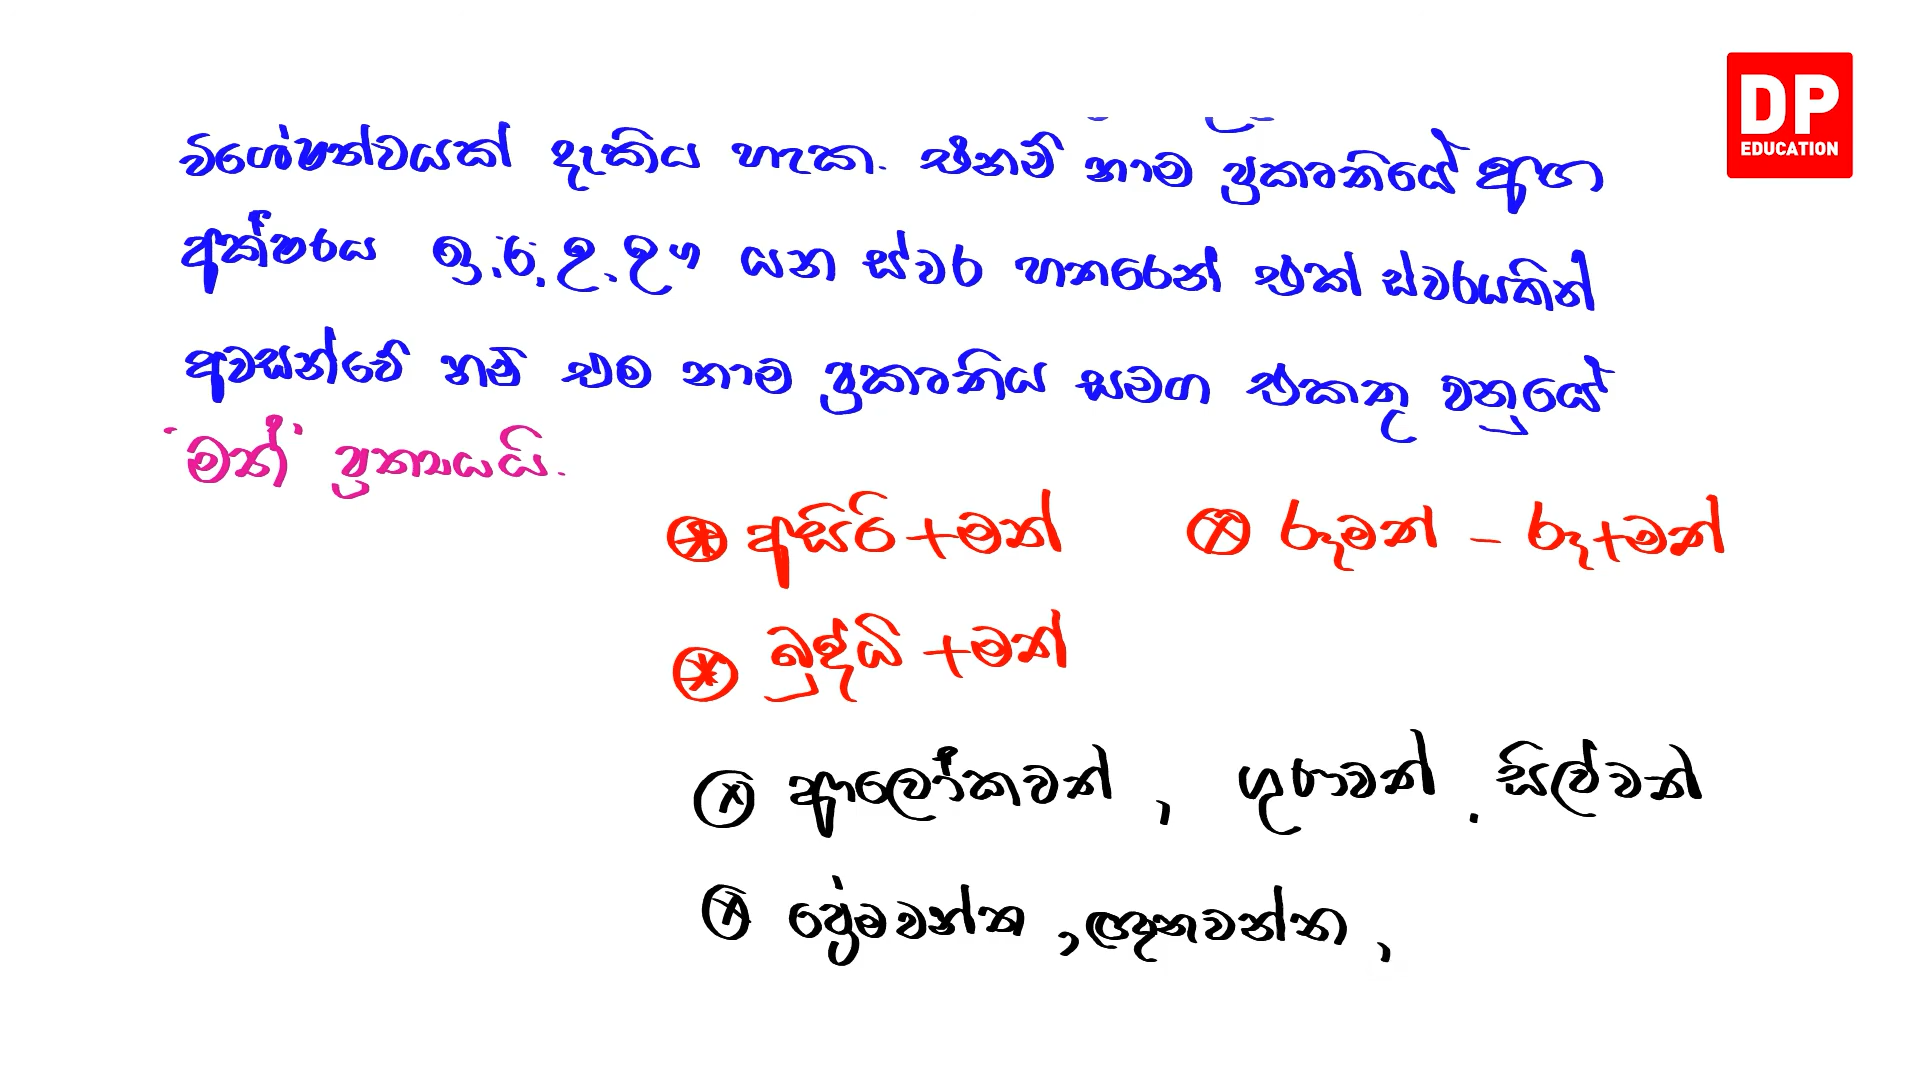 DP
EDUCATION
විශේෂත්වයක් දැකිය හැක. එනම් නාම ප්‍රකෘතියේ අග
අක්ෂරය ඉ, ඊ, උ, ඌ යන ස්වර හතරෙන් එක් ස්වරයකින්
අවසන්වේ නම් එම නාම ප්‍රකෘතිය සමග එකතු වනුයේ
'මත්' ප්‍රත්‍යයයි.
අසිරි + මත් රූමත් - රූ + මත්
බුද්ධි + මත්
ආලෝකවත්, ගුණවත්, සිල්වත්
ප්‍රේමවන්ත, ඥානවන්ත,